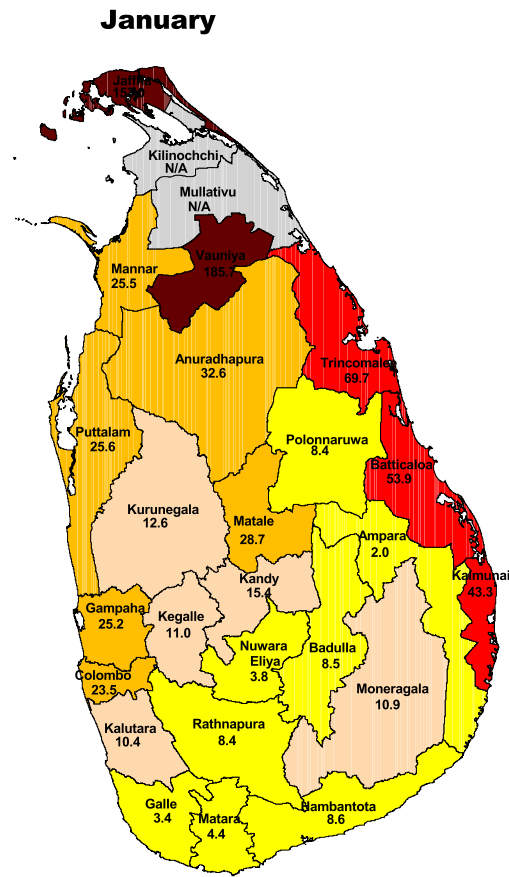 January
Jaffna
Kilinochchi
N/A
Mullativu
N/A
Vauniya
185.7
Mannar
25.5
Anuradhapura
32.6
Trincomalee
69.7
Puttalam
25.6
Polonnaruwa
8.4
Batticaloa
53.9
Kurunegala
12.6
Matale
28.7
Ampara
2.0
Kandy
15.4
Kalmunai
43.3
Gampaha
25.2
Kegalle
11.0
Nuwara
Eliya
3.8
Badulla
8.5
Colombo
23.5
Moneragala
10.9
Kalutara
10.4
Rathnapura
8.4
Galle
3.4
Matara
4.4
Hambantota
8.6